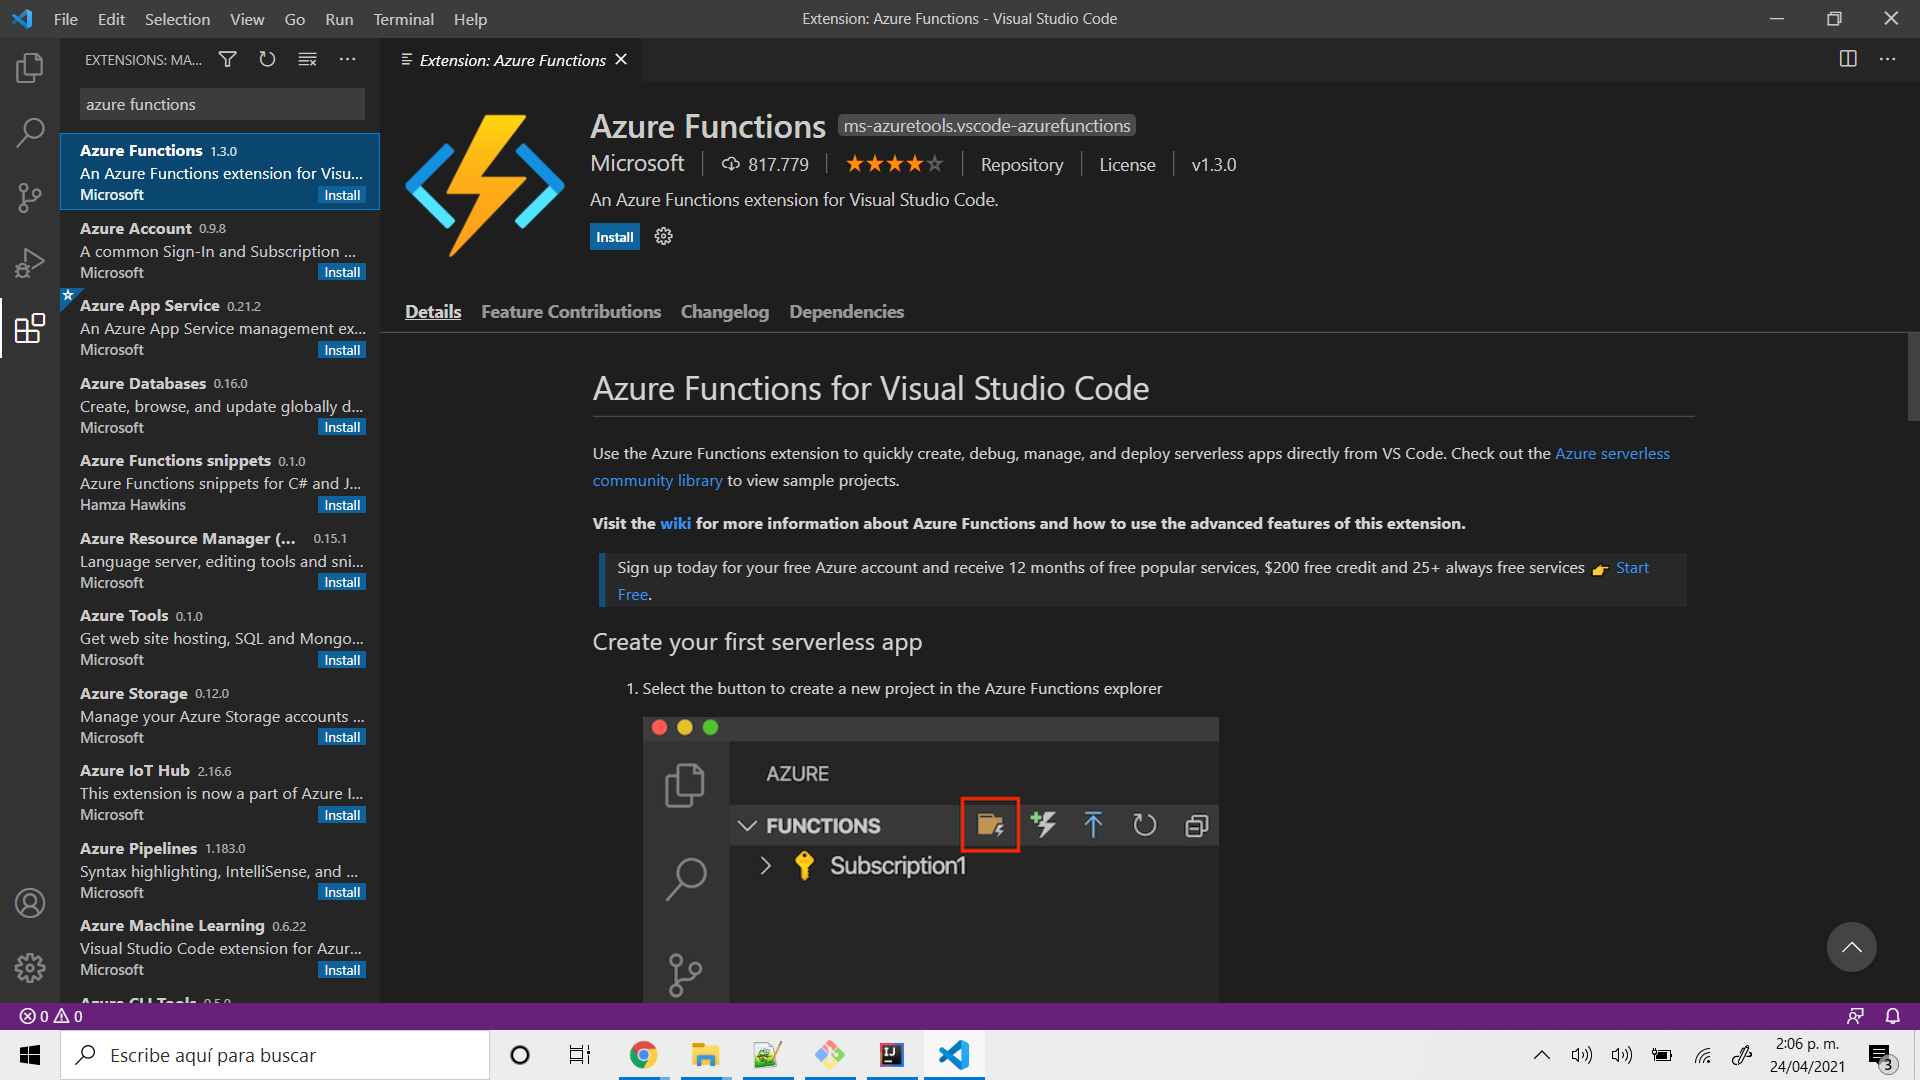 File Edit Selection View Go Run Terminal Help
Extension: Azure Functions - Visual Studio Code
EXTENSIONS: MA...
azure functions
Azure Functions 1.3.0
An Azure Functions extension for Visu...
Microsoft Install
Azure Account 0.9.8
A common Sign-In and Subscription ...
Microsoft Install
Azure App Service 0.21.2
An Azure App Service management ex...
Microsoft Install
Azure Databases 0.16.0
Create, browse, and update globally d...
Microsoft Install
Azure Functions snippets 0.1.0
Azure Functions snippets for C# and J...
Hamza Hawkins Install
Azure Resource Manager (... 0.15.1
Language server, editing tools and sni...
Microsoft Install
Azure Tools 0.1.0
Get web site hosting, SQL and Mongo...
Microsoft Install
Azure Storage 0.12.0
Manage your Azure Storage accounts ...
Microsoft Install
Azure IoT Hub 2.16.6
This extension is now a part of Azure I...
Microsoft Install
Azure Pipelines 1.183.0
Syntax highlighting, IntelliSense, and ...
Microsoft Install
Azure Machine Learning 0.6.22
Visual Studio Code extension for Azur...
Microsoft Install
Azure CLI Tools 0.5.0
Extension: Azure Functions
Azure Functions ms-azuretools.vscode-azurefunctions
Microsoft 817.779 Repository License v1.3.0
An Azure Functions extension for Visual Studio Code.
Install
Details Feature Contributions Changelog Dependencies
Azure Functions for Visual Studio Code
Use the Azure Functions extension to quickly create, debug, manage, and deploy serverless apps directly from VS Code. Check out the Azure serverless
community library to view sample projects.
Visit the wiki for more information about Azure Functions and how to use the advanced features of this extension.
Sign up today for your free Azure account and receive 12 months of free popular services, $200 free credit and 25+ always free services 👉 Start
Free.
Create your first serverless app
1. Select the button to create a new project in the Azure Functions explorer
AZURE
FUNCTIONS
Subscription1
0 0
Escribe aquí para buscar
2:06 p. m.
24/04/2021
3